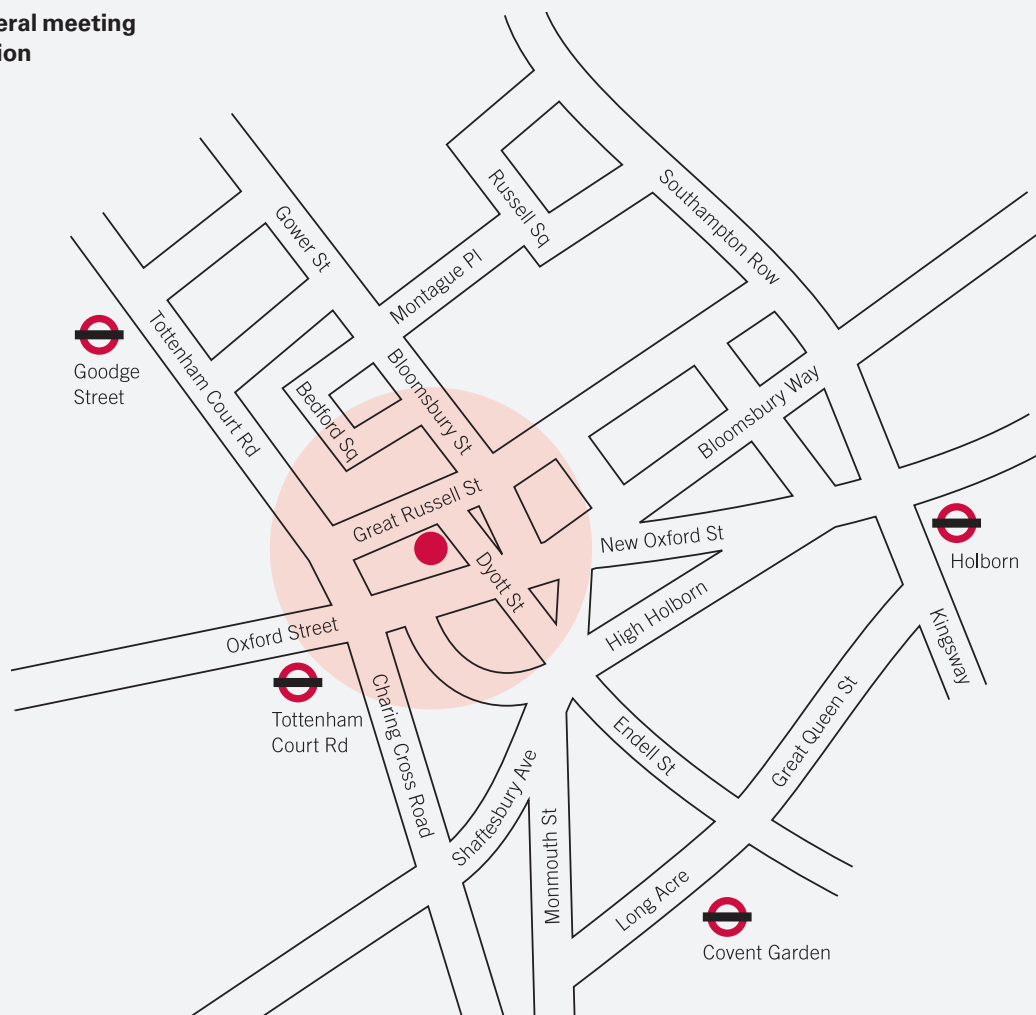 eral meeting
ion
Southampton Row
Russell Sq
Gower St
Montague Pl
Tottenham Court Rd
Goodge
Street
Bloomsbury St
Bedford Sq
Bloomsbury Way
Great Russell St
New Oxford St
Holborn
Dyott St
High Holborn
Kingsway
Oxford Street
Tottenham
Court Rd
Charing Cross Road
Endell St
Great Queen St
Shaftesbury Ave
Monmouth St
Long Acre
Covent Garden